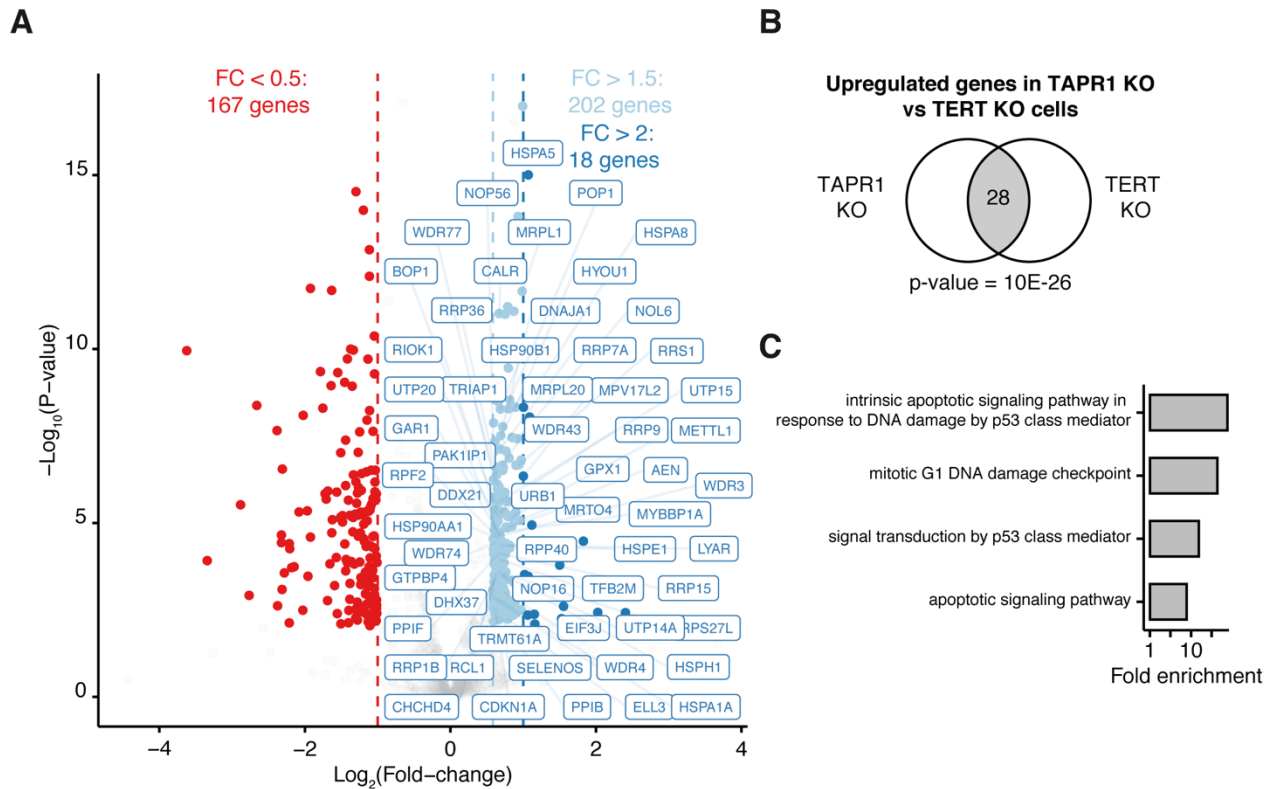 A
FC < 0.5:
167 genes
FC > 1.5:
202 genes
FC > 2:
18 genes
HSPA5
NOP56
POP1
WDR77
MRPL1
HSPA8
BOP1
CALR
HYOU1
RRP36
DNAJA1
NOL6
RIOK1
HSP90B1
RRP7A
RRS1
UTP20
TRIAP1
MRPL20
MPV17L2
UTP15
GAR1
WDR43
RRP9
METTL1
PAK1IP1
RPF2
GPX1
AEN
WDR3
DDX21
URB1
MRTO4
MYBBP1A
HSP90AA1
WDR74
RPP40
HSPE1
LYAR
GTPBP4
NOP16
TFB2M
RRP15
DHX37
PPIF
TRMT61A
EIF3J
UTP14A
RPS27L
RRP1B
RCL1
SELENOS
WDR4
HSPH1
CHCHD4
CDKN1A
PPIB
ELL3
HSPA1A
15
10
5
0
−Log10(P−value)
−4
−2
0
2
4
Log2(Fold−change)
B
Upregulated genes in TAPR1 KO
vs TERT KO cells
TAPR1
KO
28
TERT
KO
p-value = 10E-26
C
intrinsic apoptotic signaling pathway in
response to DNA damage by p53 class mediator
mitotic G1 DNA damage checkpoint
signal transduction by p53 class mediator
apoptotic signaling pathway
1
10
Fold enrichment